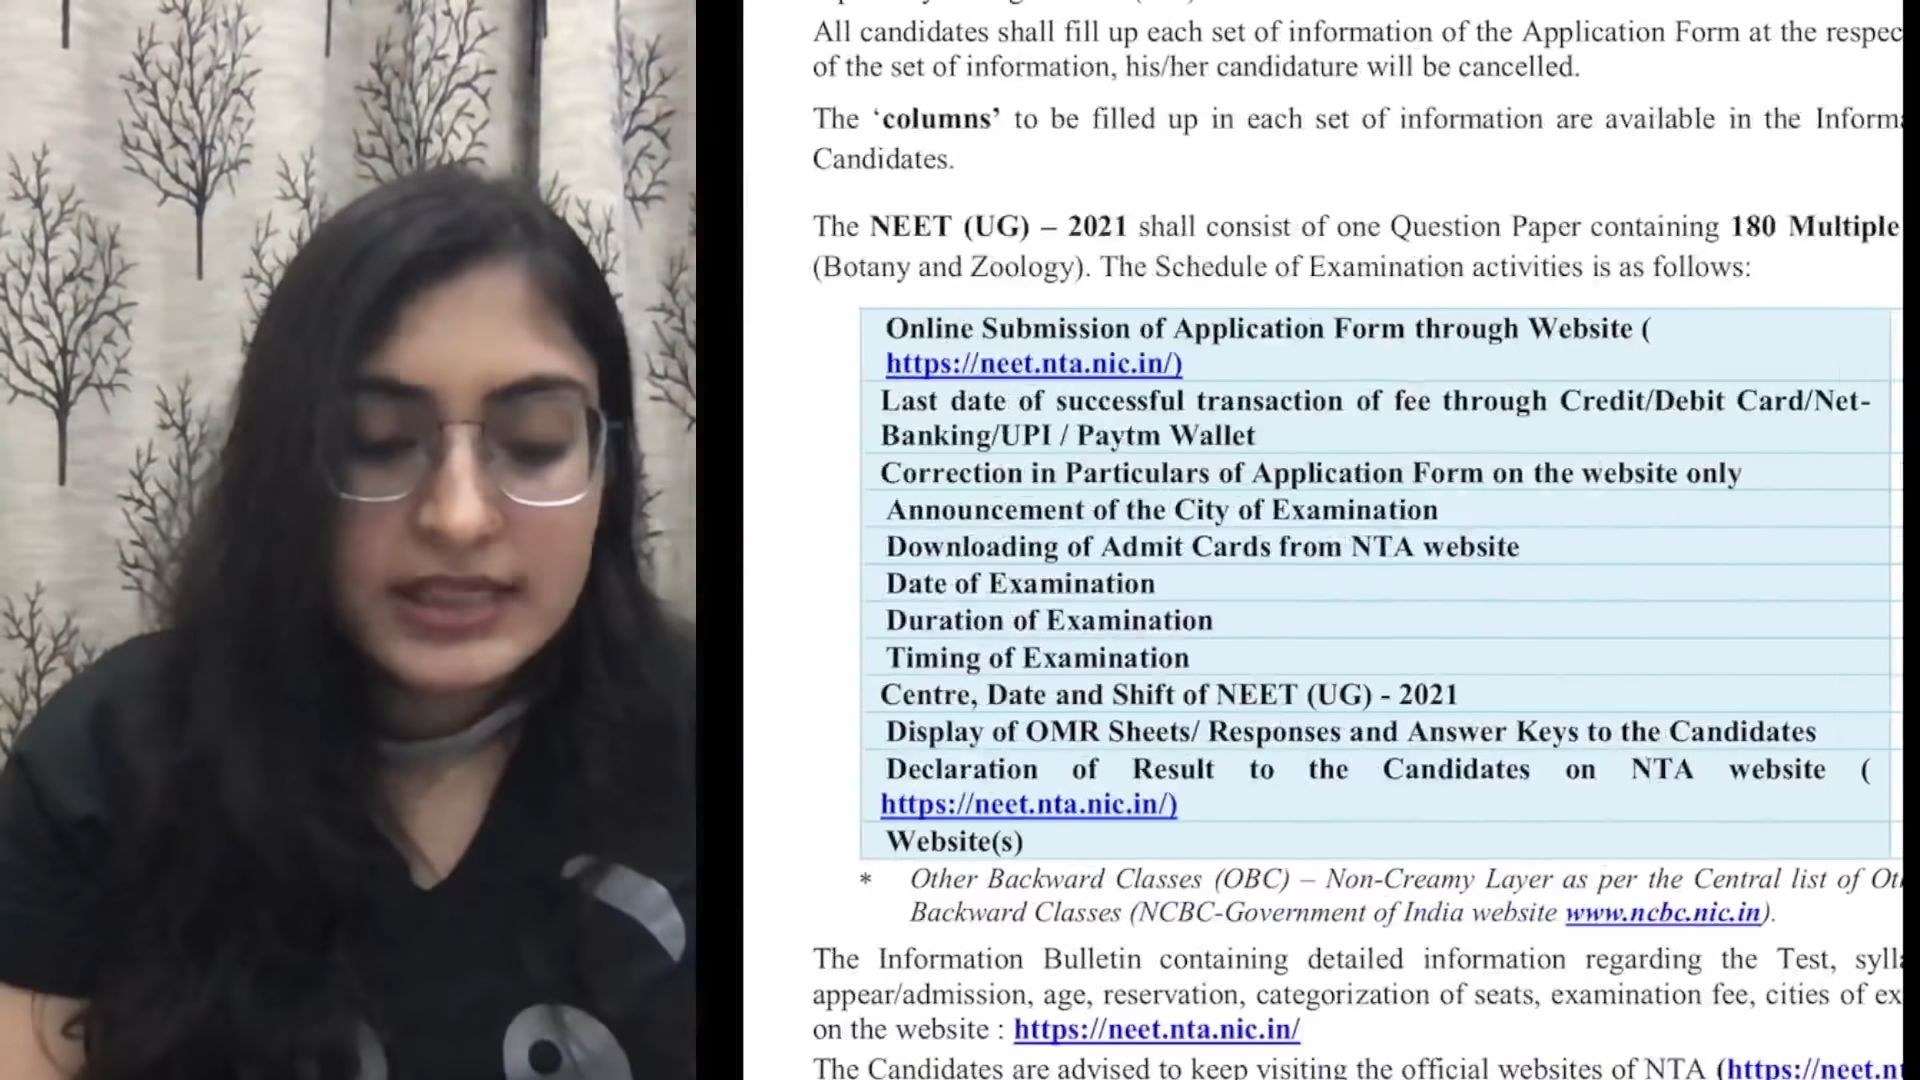 All candidates shall fill up each set of information of the Application Form at the
of the set of information, his/her candidature will be cancelled.
The ‘columns’ to be filled up in each set of information are available in the
Candidates.
The NEET (UG) – 2021 shall consist of one Question Paper containing 180 Multiple
(Botany and Zoology). The Schedule of Examination activities is as follows:
Online Submission of Application Form through Website (
https://neet.nta.nic.in/)
Last date of successful transaction of fee through Credit/Debit Card/Net-
Banking/UPI / Paytm Wallet
Correction in Particulars of Application Form on the website only
Announcement of the City of Examination
Downloading of Admit Cards from NTA website
Date of Examination
Duration of Examination
Timing of Examination
Centre, Date and Shift of NEET (UG) - 2021
Display of OMR Sheets/ Responses and Answer Keys to the Candidates
Declaration of Result to the Candidates on NTA website (
https://neet.nta.nic.in/)
Website(s)
* Other Backward Classes (OBC) – Non-Creamy Layer as per the Central list of
Backward Classes (NCBC-Government of India website www.ncbc.nic.in).
The Information Bulletin containing detailed information regarding the Test,
appear/admission, age, reservation, categorization of seats, examination fee, cities of
on the website : https://neet.nta.nic.in/
The Candidates are advised to keep visiting the official websites of NTA (https://neet.nt